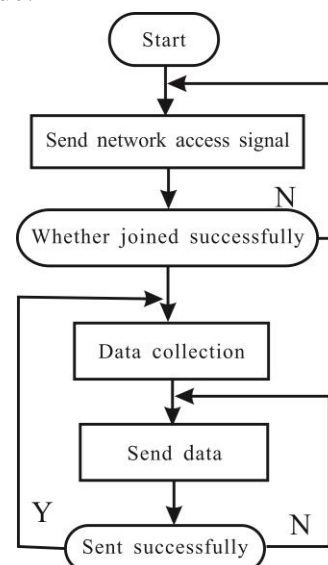 Start
Send network access signal
N
Whether joined successfully
Data collection
Send data
Y
N
Sent successfully